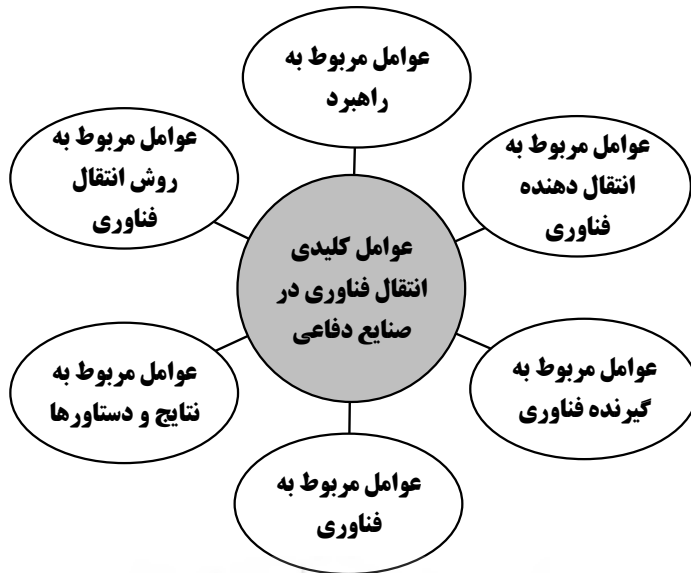 عوامل مربوط به
راهبرد
عوامل مربوط به
انتقال دهنده
فناوری
عوامل مربوط به
روش انتقال
فناوری
عوامل کلیدی
انتقال فناوری در
صنایع دفاعی
عوامل مربوط به
گیرنده فناوری
عوامل مربوط به
نتایج و دستاورها
عوامل مربوط به
فناوری